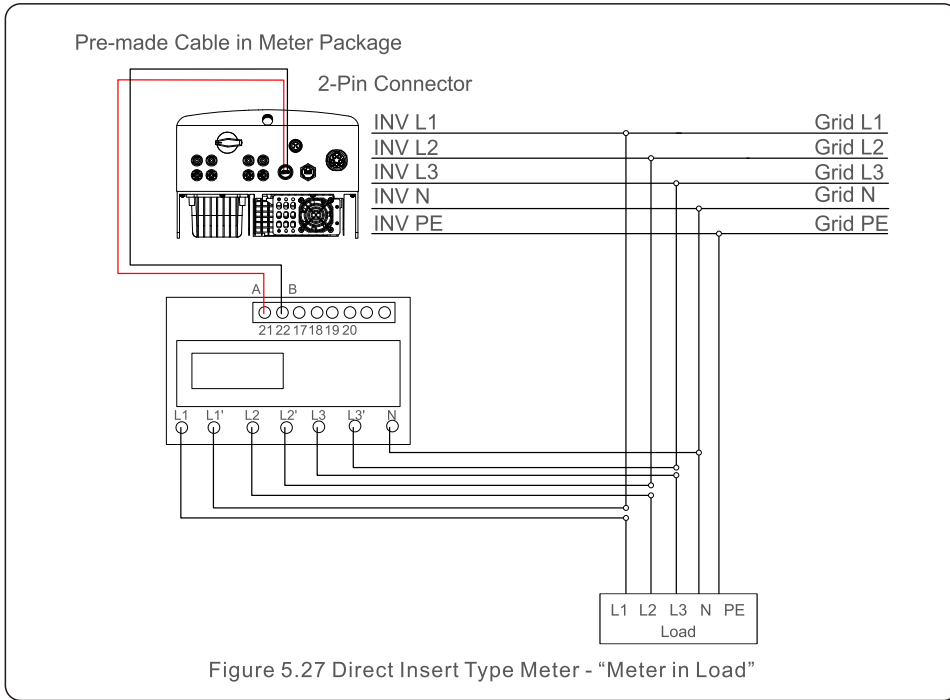 Pre-made Cable in Meter Package
2-Pin Connector
INV L1 Grid L1
INV L2 Grid L2
INV L3 Grid L3
INV N Grid N
INV PE Grid PE
A B
21 22 17 18 19 20
L1 L1' L2 L2' L3 L3' N
L1 L2 L3 N PE
Load
Figure 5.27 Direct Insert Type Meter - “Meter in Load”